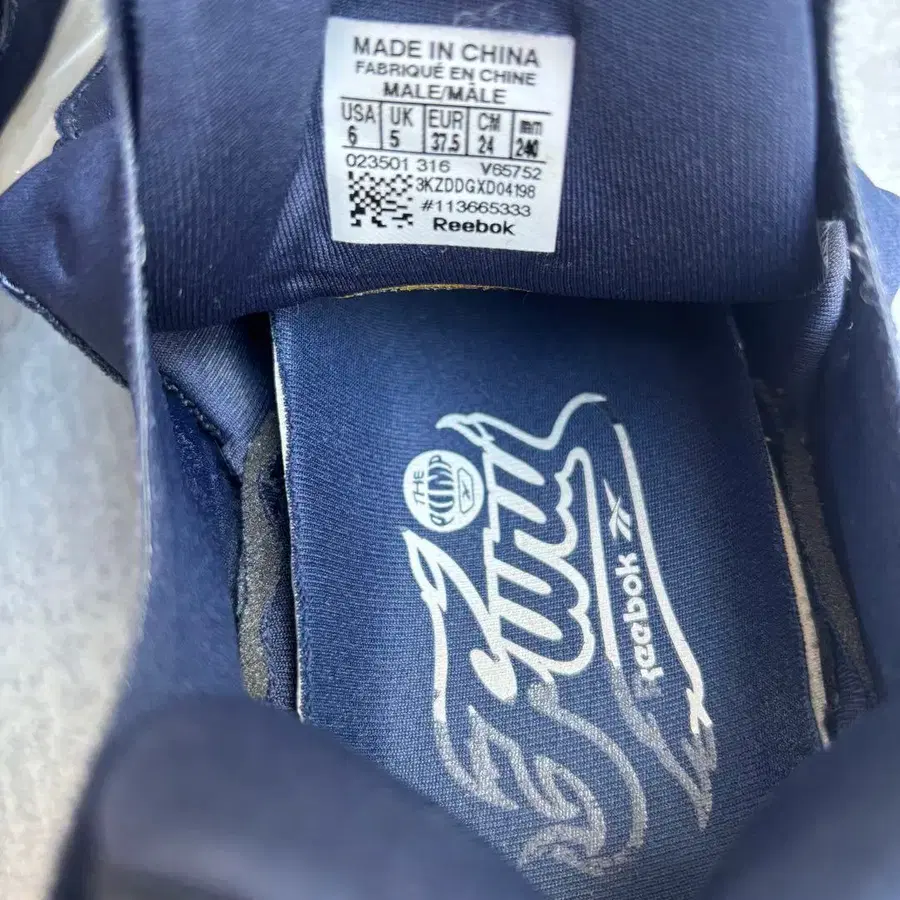 MADE IN CHINA
FABRIQUÉ EN CHINE
MALE/MÂLE
USA UK EUR CM mm
6 5 37.5 24 240
023501 316 V65752
3KZDDGXD04198
#113665333
Reebok
THE
PUMP
Fury
Reebok